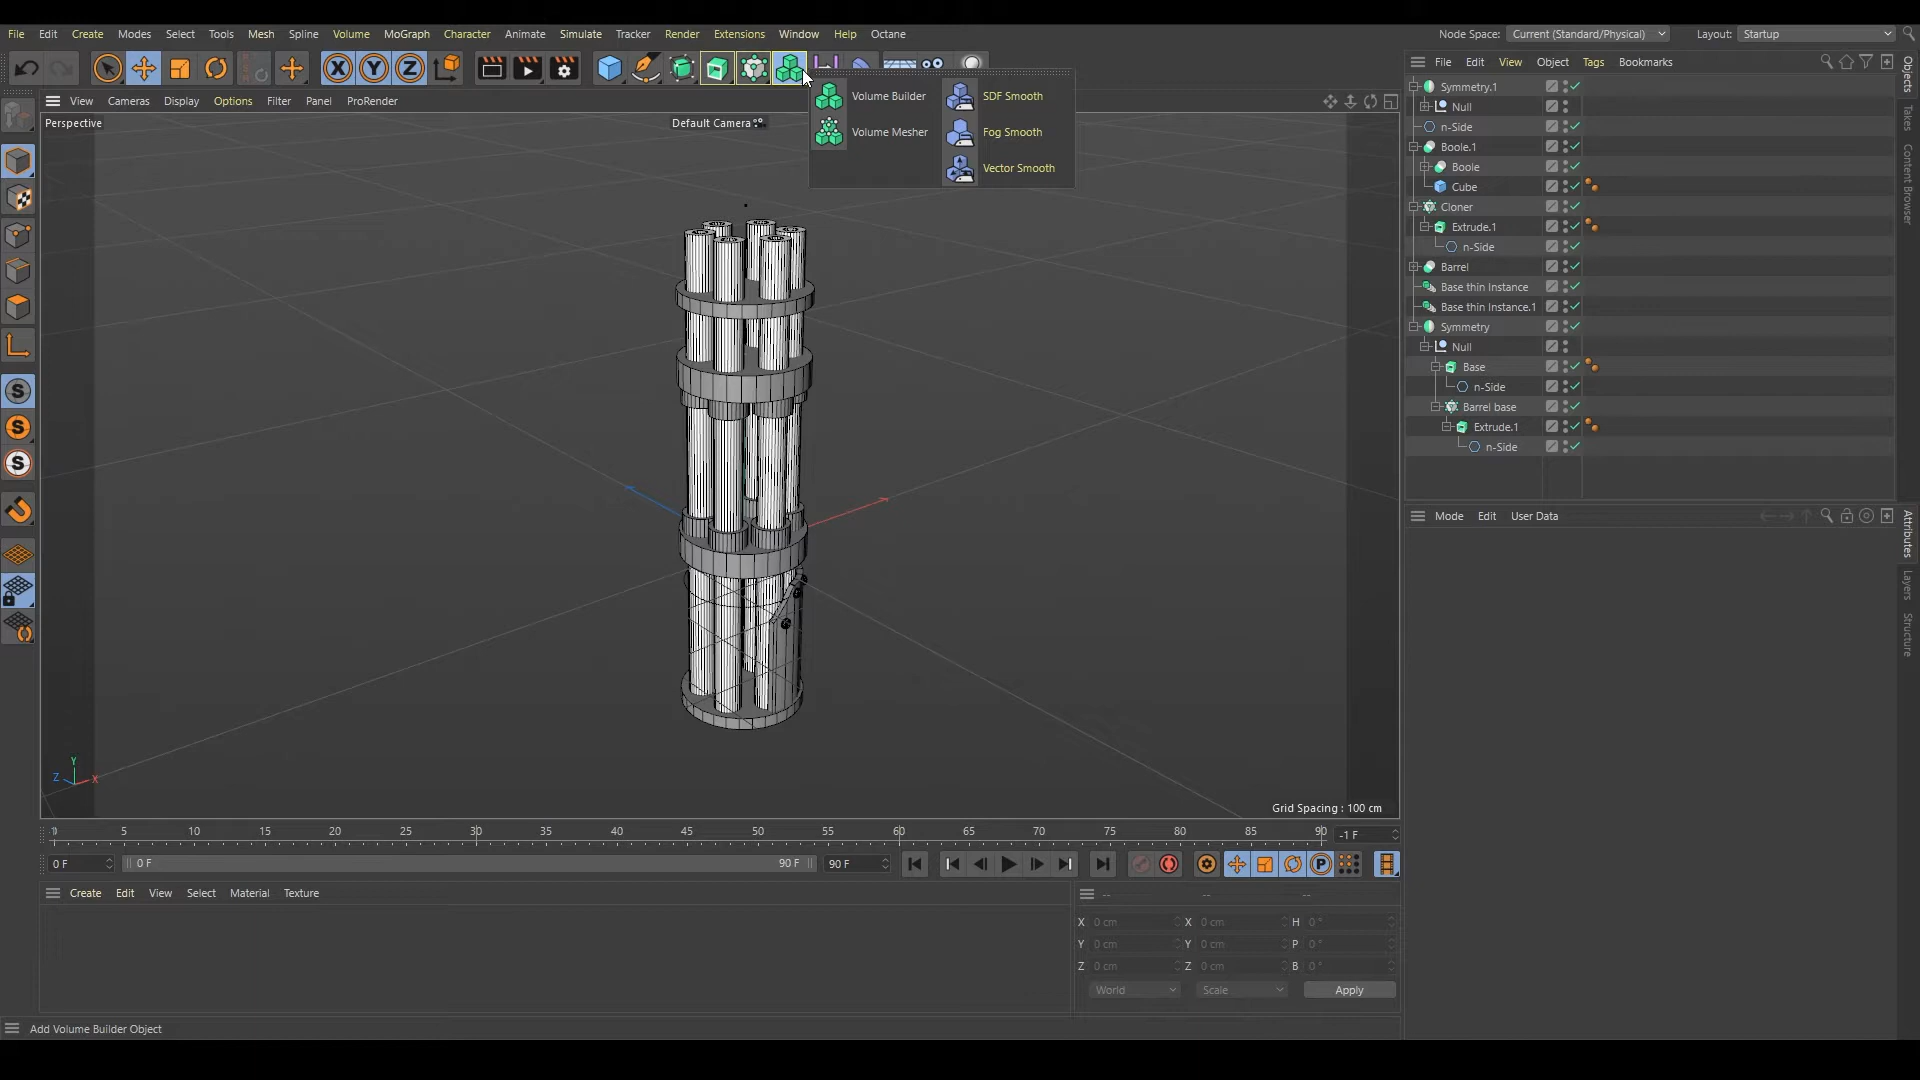 File Edit Create Modes Select Tools Mesh Spline Volume MoGraph Character Animate Simulate Tracker Render Extensions Window Help Octane
Node Space: Current (Standard/Physical) Layout: Startup
X Y Z
View Cameras Display Options Filter Panel ProRender
Perspective
Default Camera
Volume Builder SDF Smooth
Volume Mesher Fog Smooth
Vector Smooth
File Edit View Object Tags Bookmarks
Symmetry.1
Null
n-Side
Boole.1
Boole
Cube
Cloner
Extrude.1
n-Side
Barrel
Base thin Instance
Base thin Instance.1
Symmetry
Null
Base
n-Side
Barrel base
Extrude.1
n-Side
Objects
Takes
Content Browser
Mode Edit User Data
Attributes
Layers
Structure
S
S
S
Y
Z X
Grid Spacing : 100 cm
5 10 15 20 25 30 35 40 45 50 55 60 65 70 75 80 85 90 -1 F
0 F 0 F 90 F 90 F P
Create Edit View Select Material Texture
-- -- --
X 0 cm X 0 cm H 0 °
Y 0 cm Y 0 cm P 0 °
Z 0 cm Z 0 cm B 0 °
World Scale Apply
Add Volume Builder Object